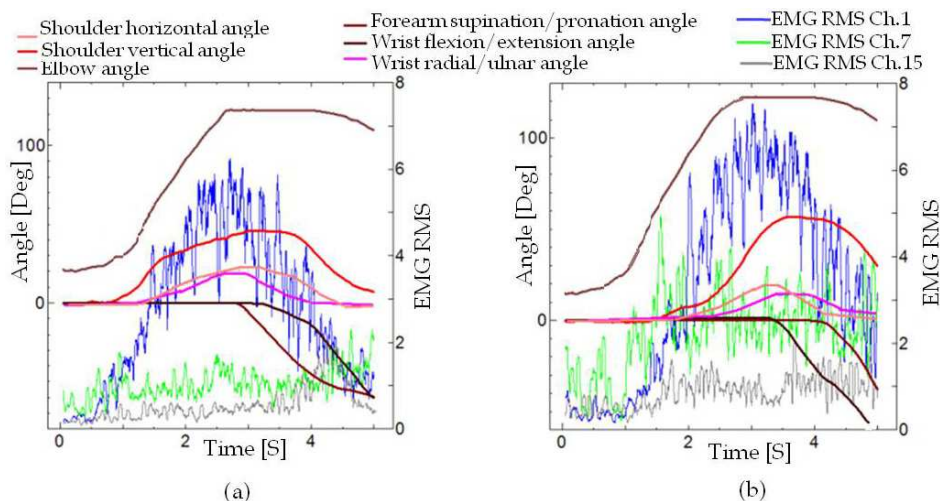 Shoulder horizontal angle
Shoulder vertical angle
Elbow angle
Forearm supination/pronation angle
Wrist flexion/extension angle
Wrist radial/ulnar angle
EMG RMS Ch.1
EMG RMS Ch.7
EMG RMS Ch.15
Angle [Deg]
100
0
8
6
4
2
0
EMG RMS
0 2 4
Time [S]
(a)
Angle [Deg]
100
0
8
6
4
2
0
EMG RMS
0 2 4
Time [S]
(b)